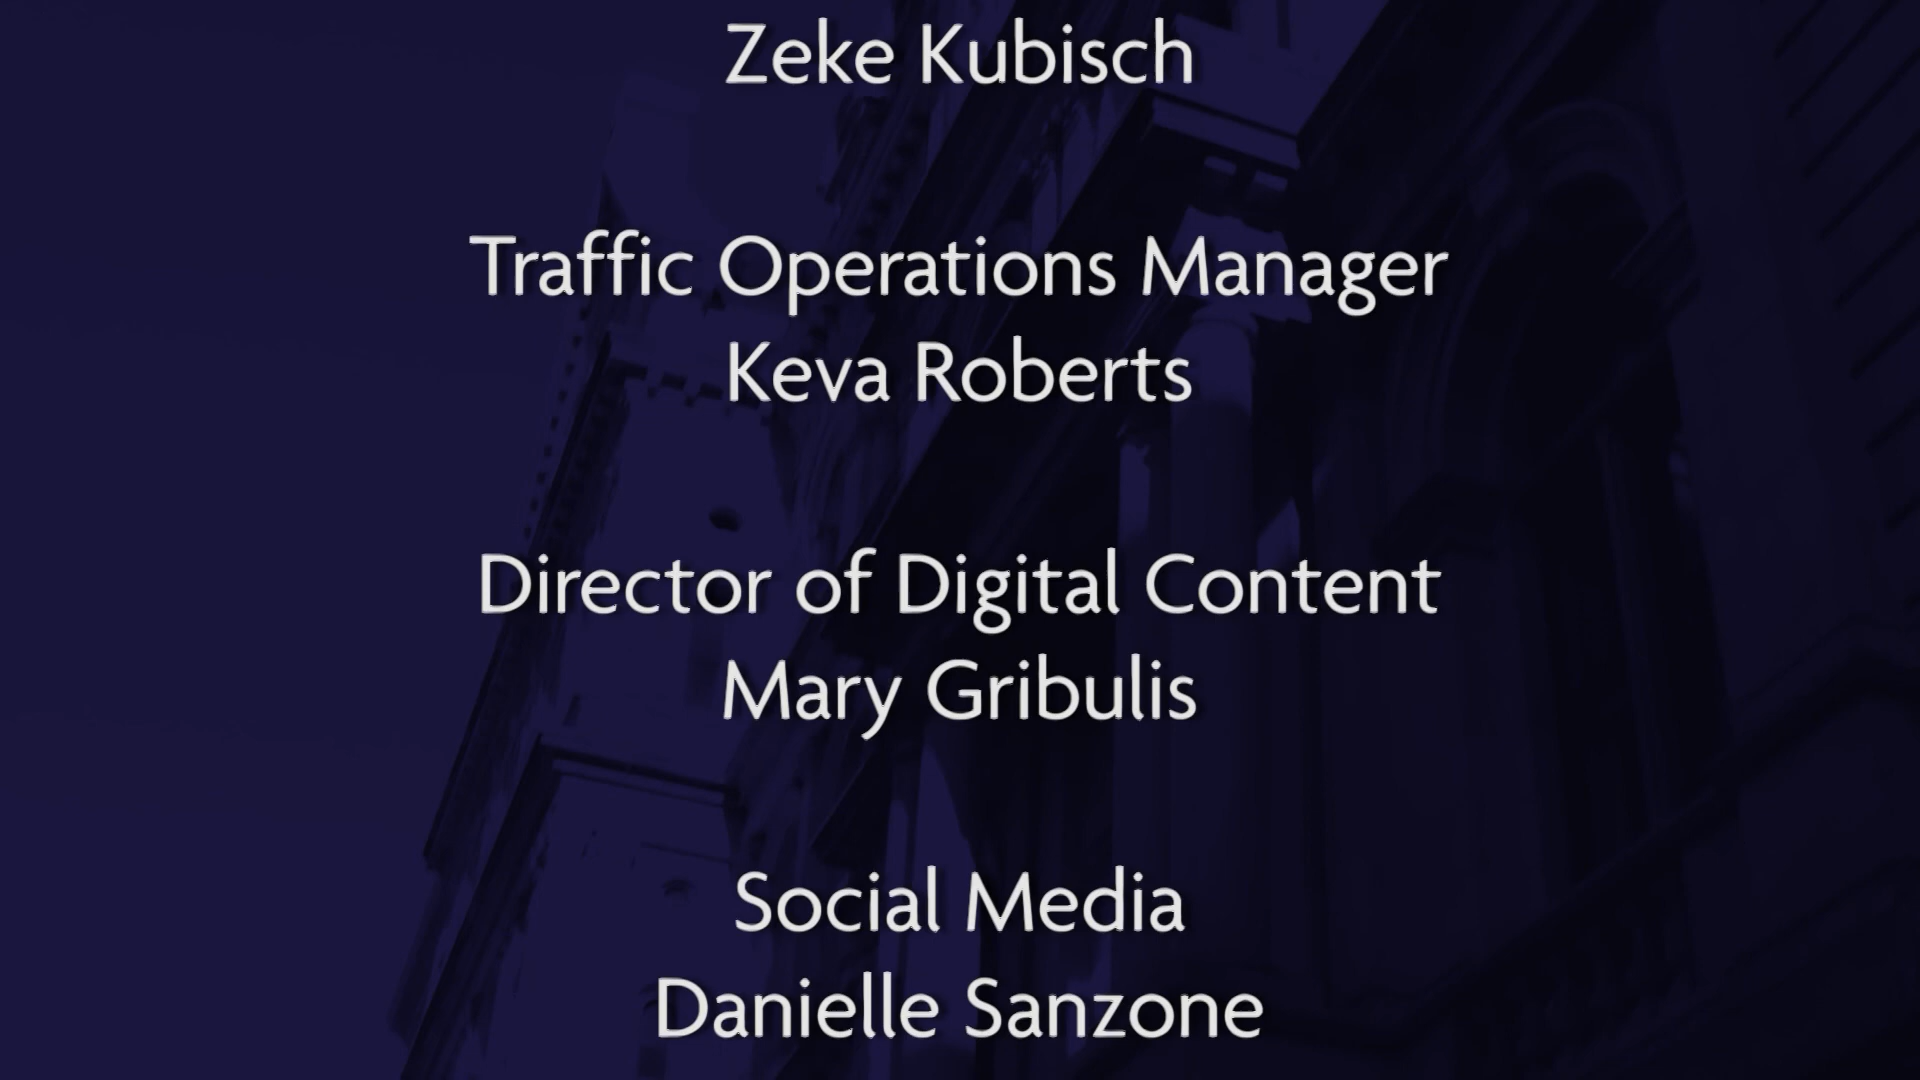 Zeke Kubisch
Traffic Operations Manager
Keva Roberts
Director of Digital Content
Mary Gribulis
Social Media
Danielle Sanzone